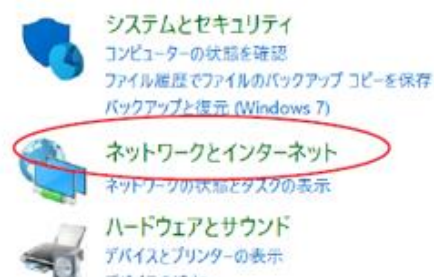 システムとセキュリティ
コンピューターの状態を確認
ファイル履歴でファイルのバックアップ コピーを保存
バックアップと復元 (Windows 7)
ネットワークとインターネット
ネットワークの状態とタスクの表示
ハードウェアとサウンド
デバイスとプリンターの表示